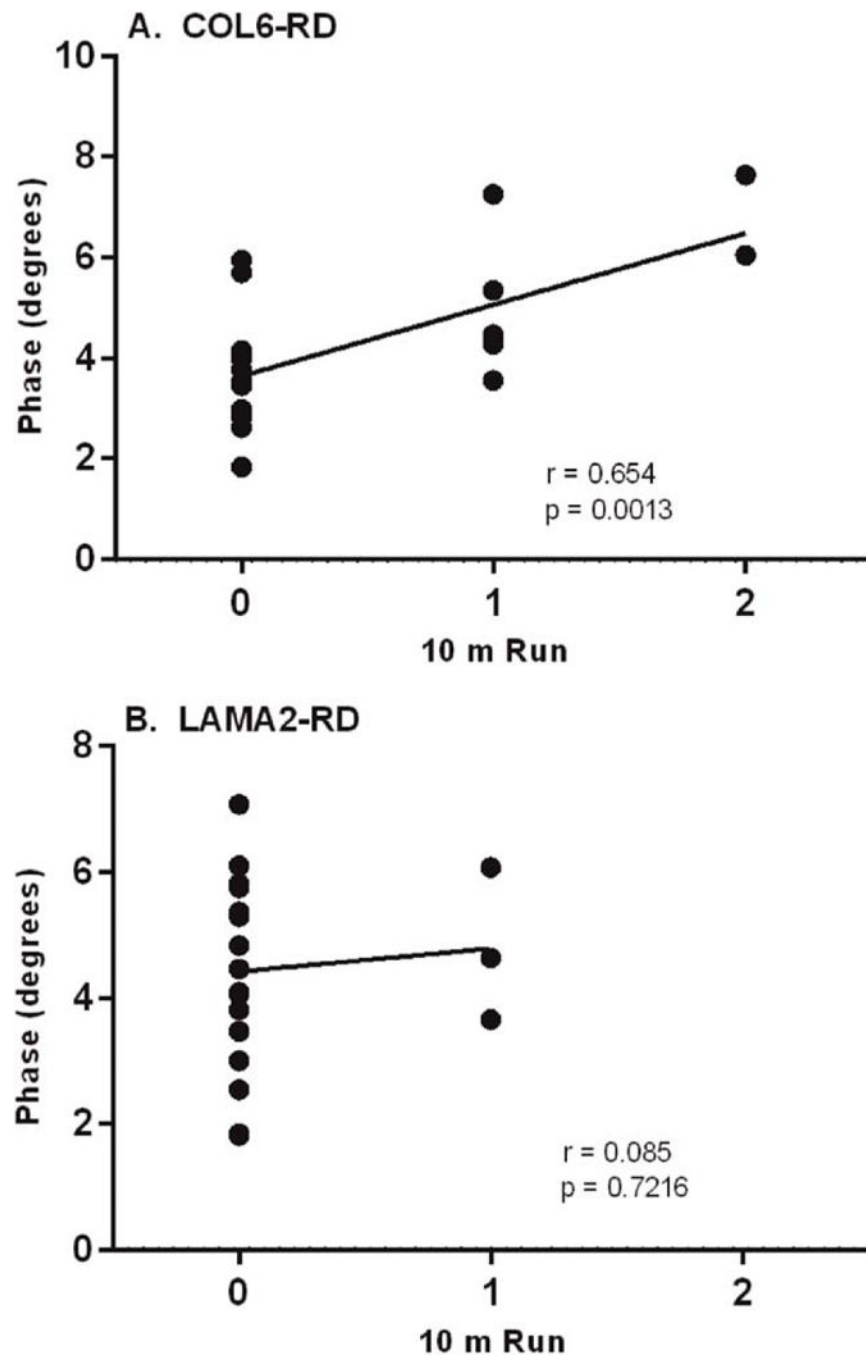 A. COL6-RD
10
8
6
4
2
0
Phase (degrees)
r = 0.654
p = 0.0013
0 1 2
10 m Run
B. LAMA2-RD
8
6
4
2
0
Phase (degrees)
r = 0.085
p = 0.7216
0 1 2
10 m Run